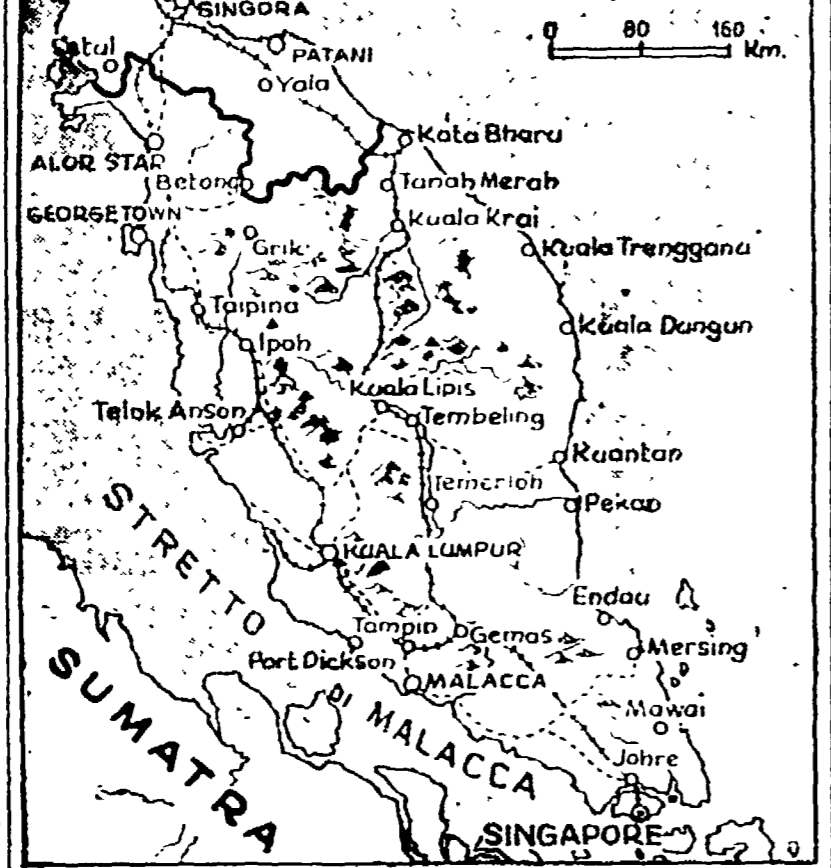 SINGORA
0 80 160 Km.
Satul
PATANI
Yala
Kota Bharu
ALOR STAR
Betong
Tanah Merah
GEORGETOWN
Kuala Krai
Grik
Kuala Trengganu
Taiping
Kuala Dungun
Ipoh
Kuala Lipis
Telok Anson
Tembeling
Kuantan
Temerloh
Pekan
STRETTO DI MALACCA
KUALA LUMPUR
Endau
Tampin
Gemas
Mersing
Port Dickson
MALACCA
SUMATRA
Mawai
Johre
SINGAPORE